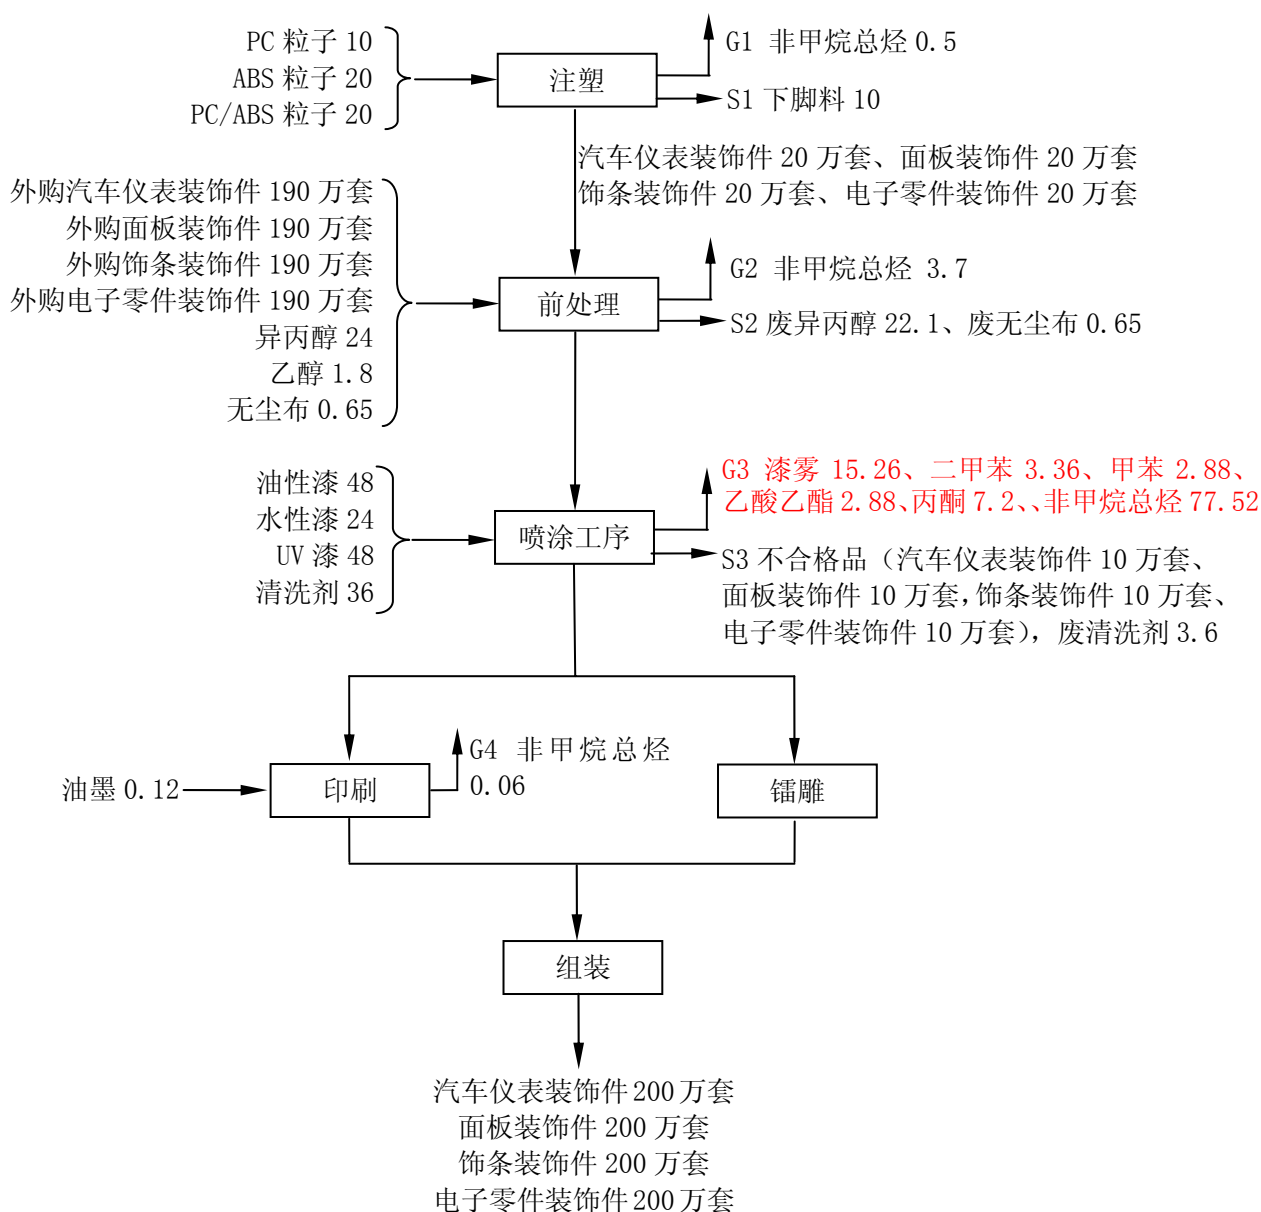 PC 粒子 10
ABS 粒子 20
PC/ABS 粒子 20
注塑
G1 非甲烷总烃 0.5
S1 下脚料 10
汽车仪表装饰件 20 万套、面板装饰件 20 万套
饰条装饰件 20 万套、电子零件装饰件 20 万套
外购汽车仪表装饰件 190 万套
外购面板装饰件 190 万套
外购饰条装饰件 190 万套
外购电子零件装饰件 190 万套
异丙醇 24
乙醇 1.8
无尘布 0.65
前处理
G2 非甲烷总烃 3.7
S2 废异丙醇 22.1、废无尘布 0.65
油性漆 48
水性漆 24
UV 漆 48
清洗剂 36
喷涂工序
G3 漆雾 15.26、二甲苯 3.36、甲苯 2.88、
乙酸乙酯 2.88、丙酮 7.2、、非甲烷总烃 77.52
S3 不合格品（汽车仪表装饰件 10 万套、
面板装饰件 10 万套,饰条装饰件 10 万套、
电子零件装饰件 10 万套），废清洗剂 3.6
油墨 0.12
印刷
G4 非甲烷总烃
0.06
镭雕
组装
汽车仪表装饰件 200 万套
面板装饰件 200 万套
饰条装饰件 200 万套
电子零件装饰件 200 万套